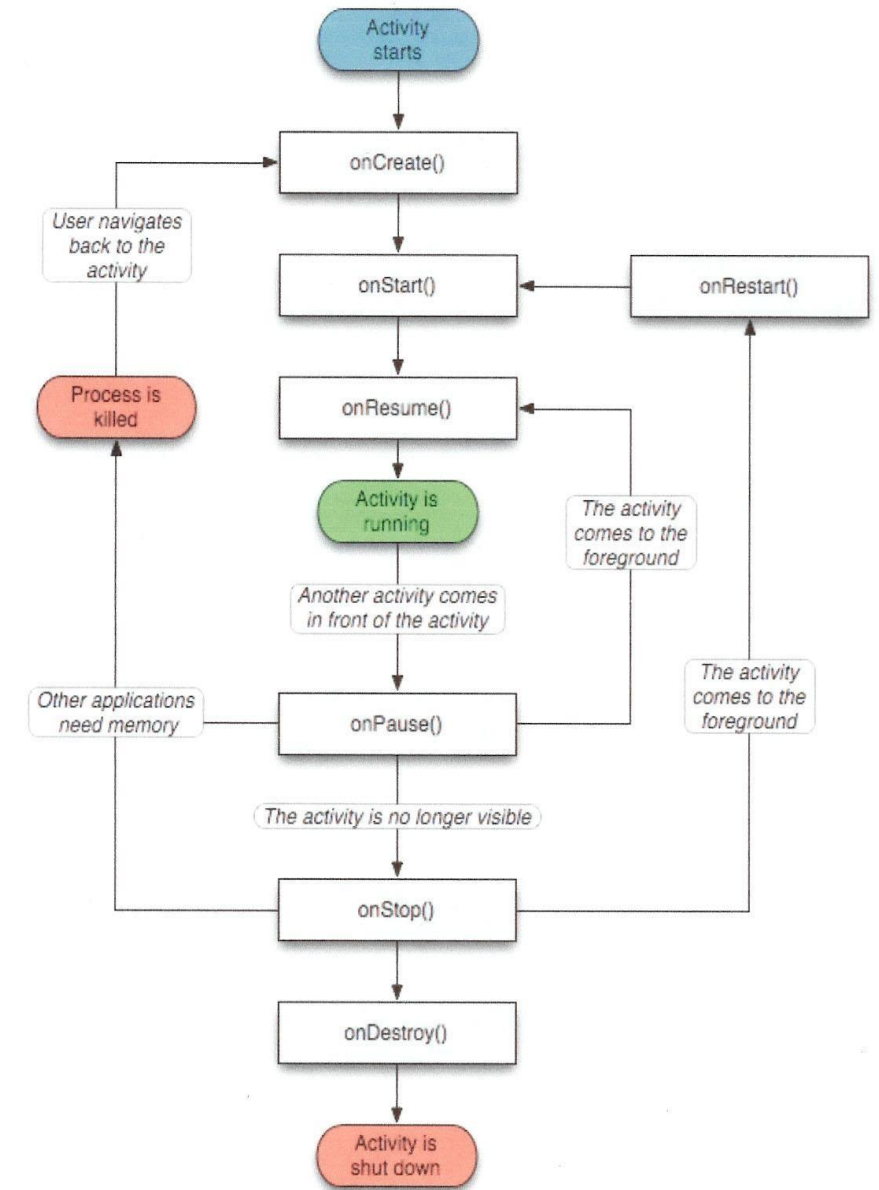 Activity
starts
onCreate()
User navigates
back to the
activity
onStart()
onRestart()
Process is
killed
onResume()
Activity is
running
The activity
comes to the
foreground
Another activity comes
in front of the activity
The activity
comes to the
foreground
Other applications
need memory
onPause()
The activity is no longer visible
onStop()
onDestroy()
Activity is
shut down